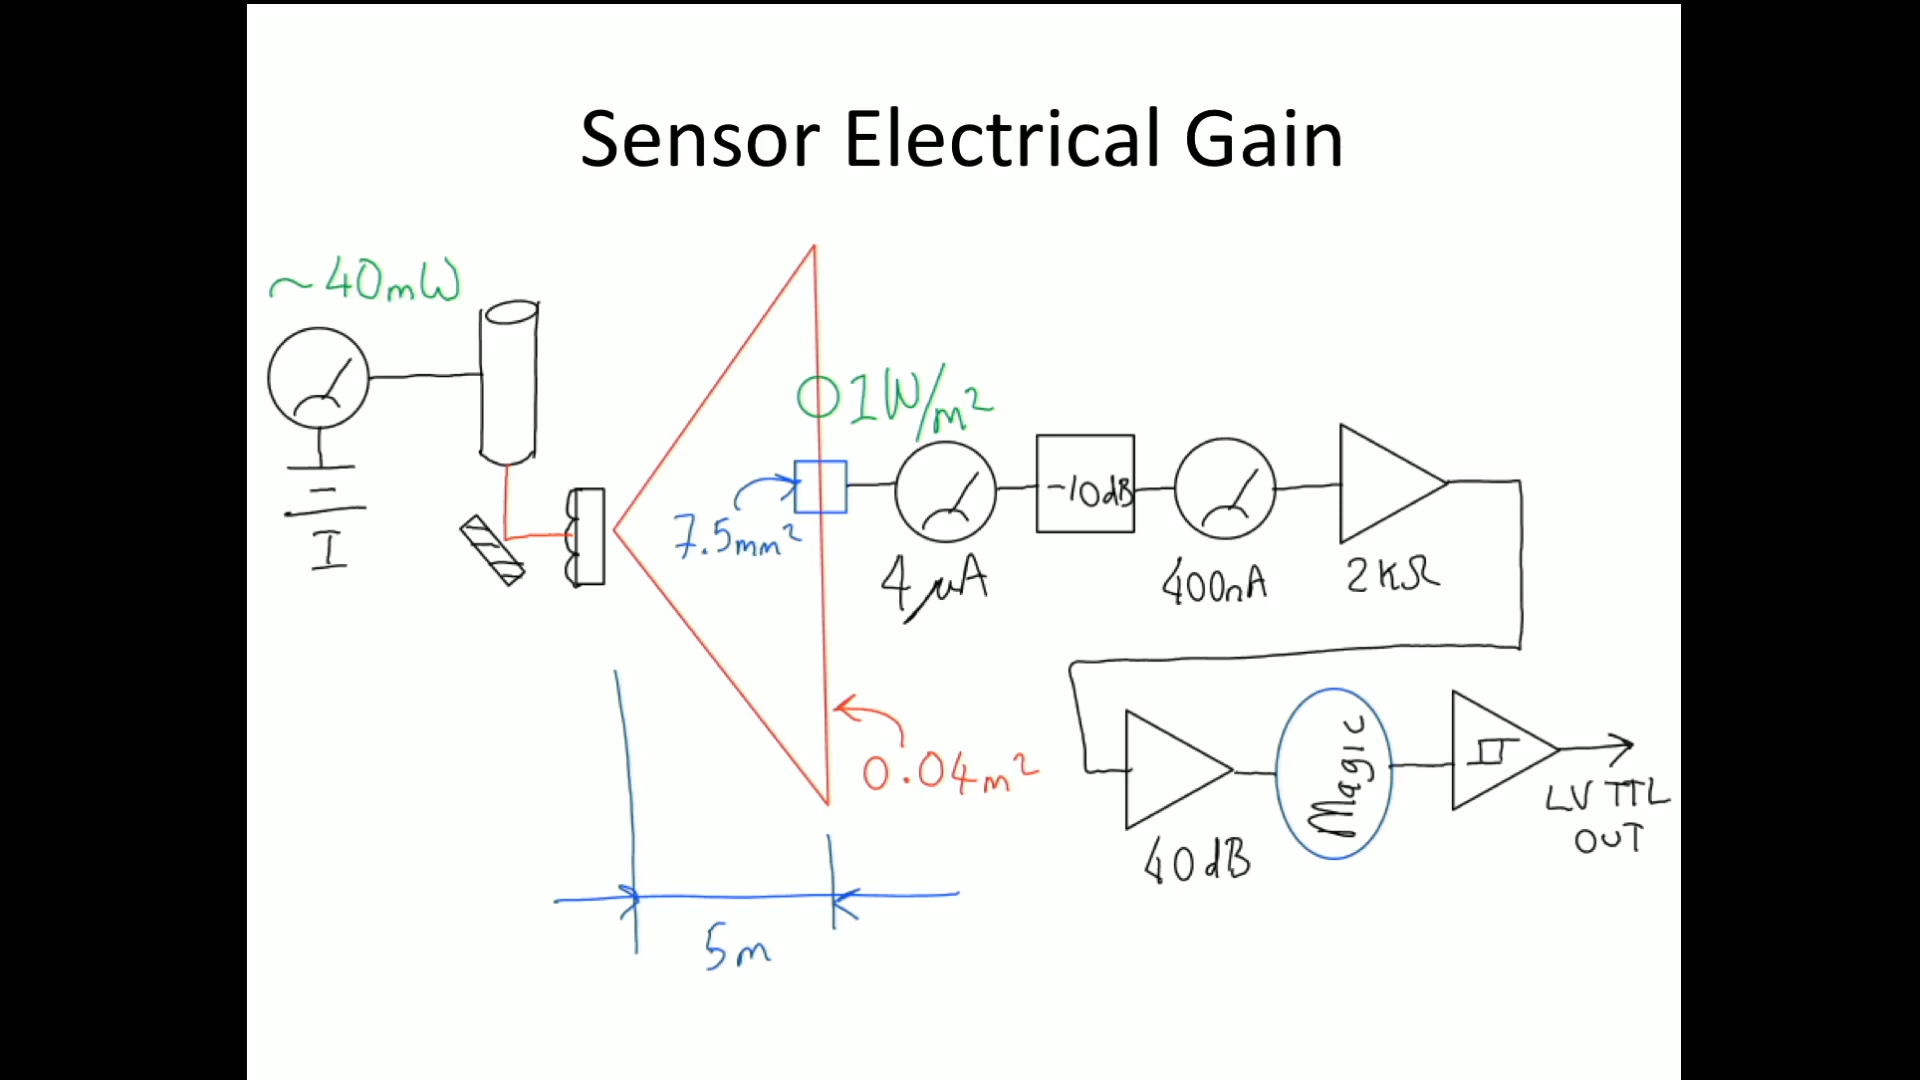 Sensor Electrical Gain
~40mW
I
1W/m²
7.5mm²
4µA
-10dB
400nA
2KΩ
0.04m²
5m
40dB
Magic
LV TTL
OUT